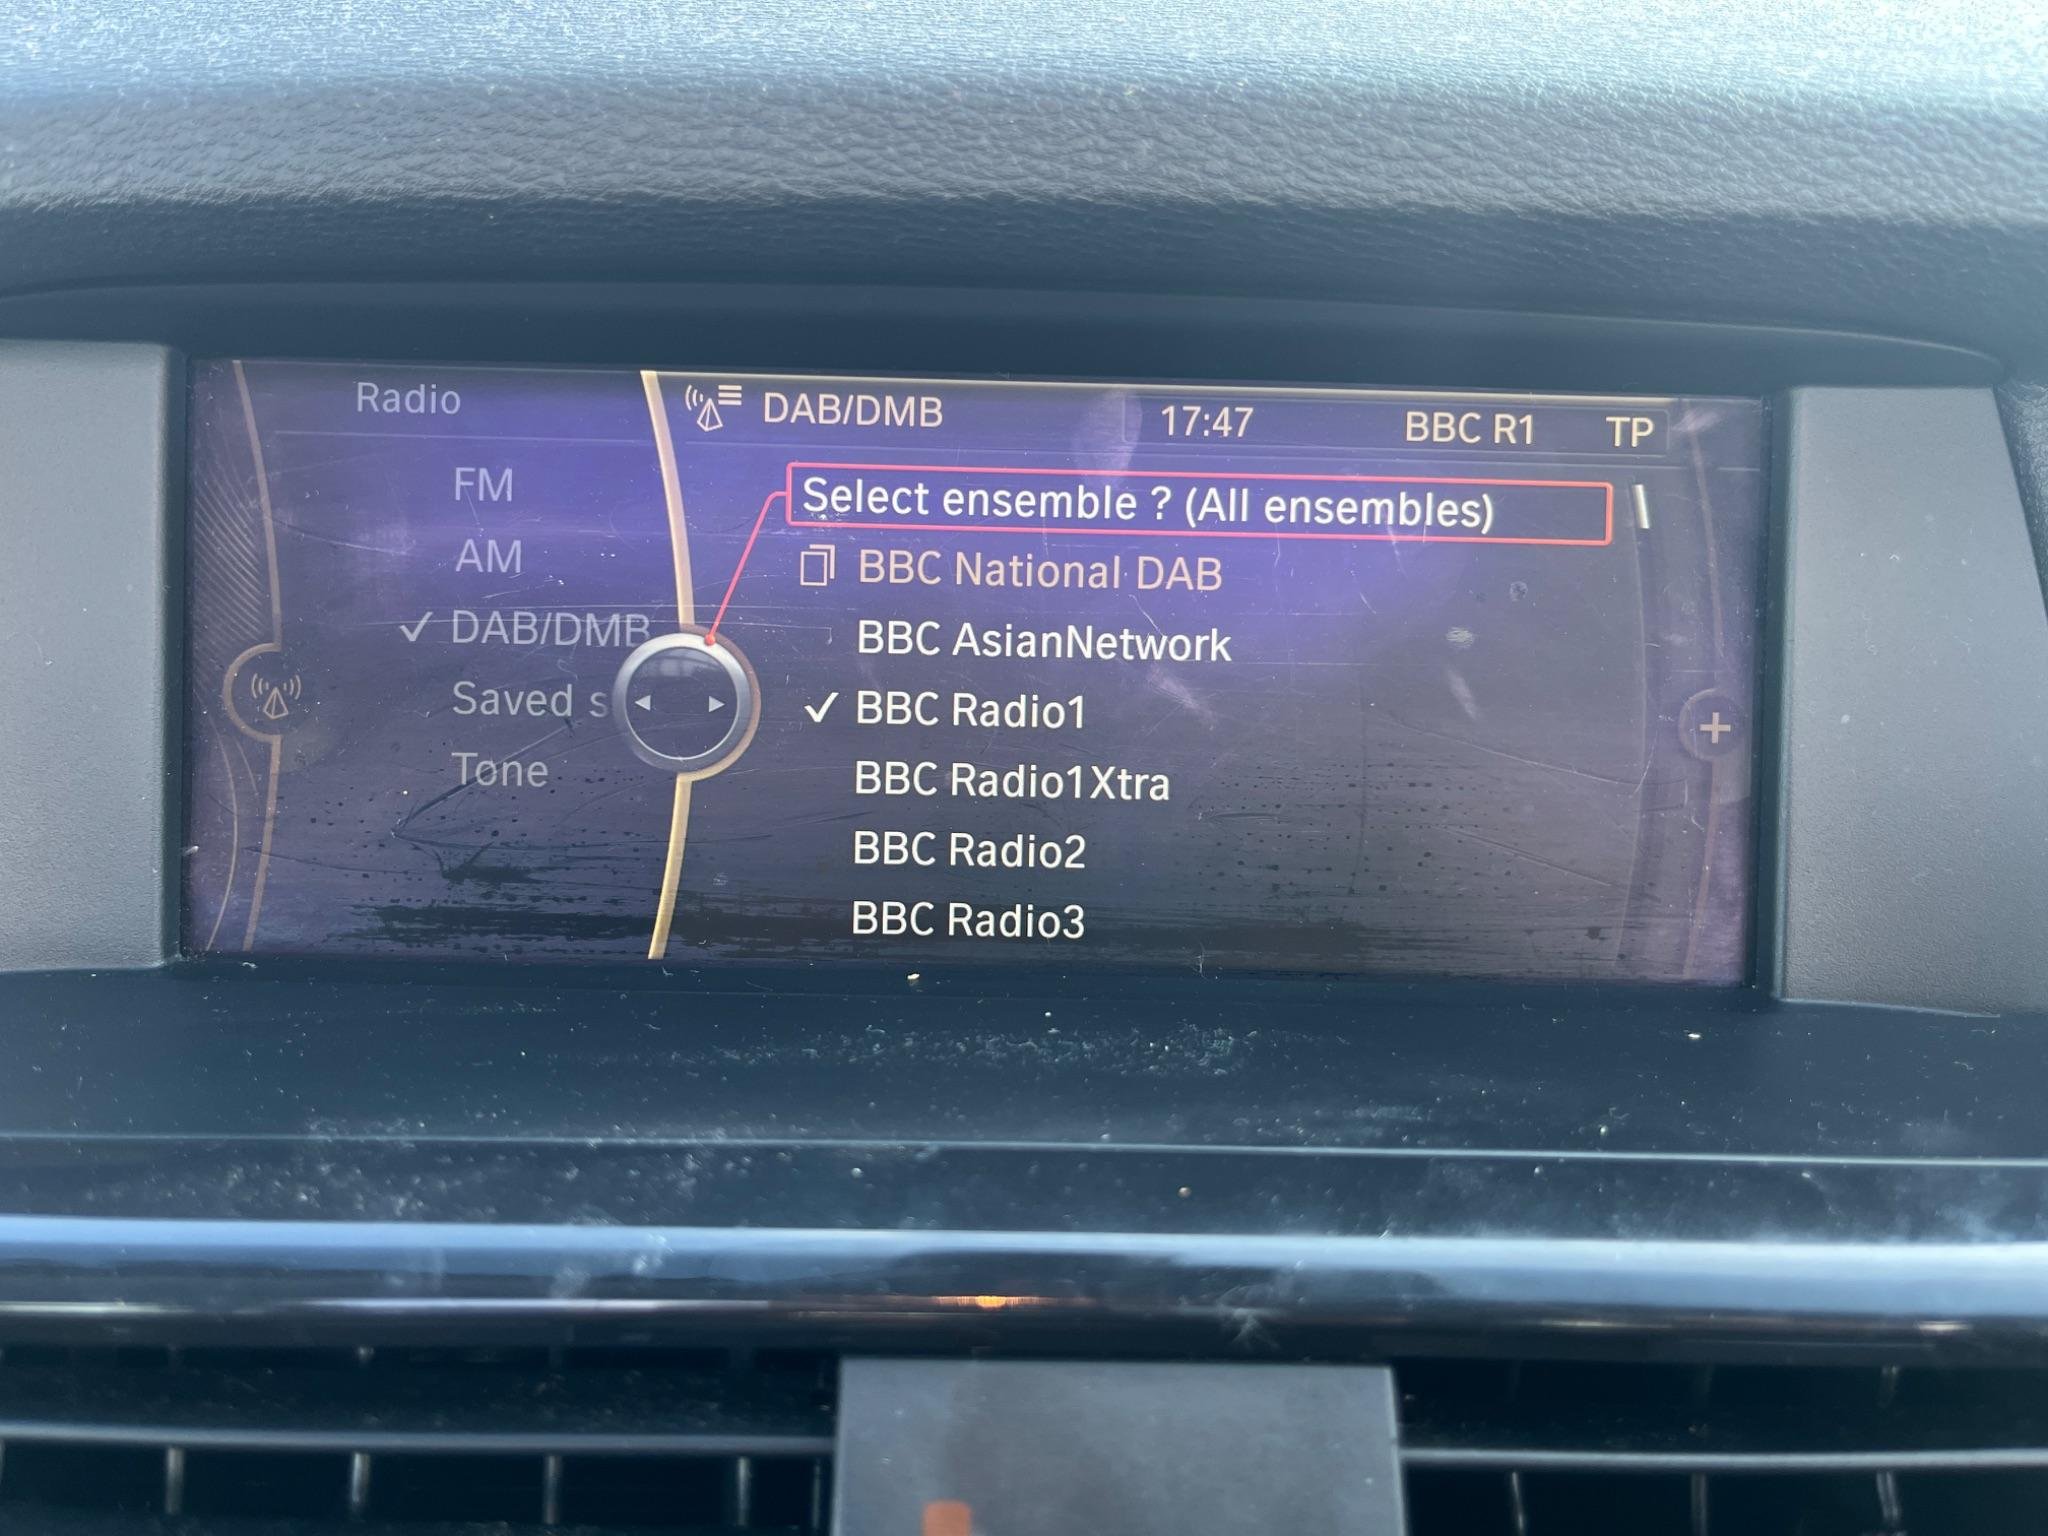 Radio
FM
AM
DAB/DMB
Saved s
Tone
DAB/DMB 17:47 BBC R1 TP
Select ensemble ? (All ensembles)
BBC National DAB
BBC AsianNetwork
BBC Radio1
BBC Radio1Xtra
BBC Radio2
BBC Radio3